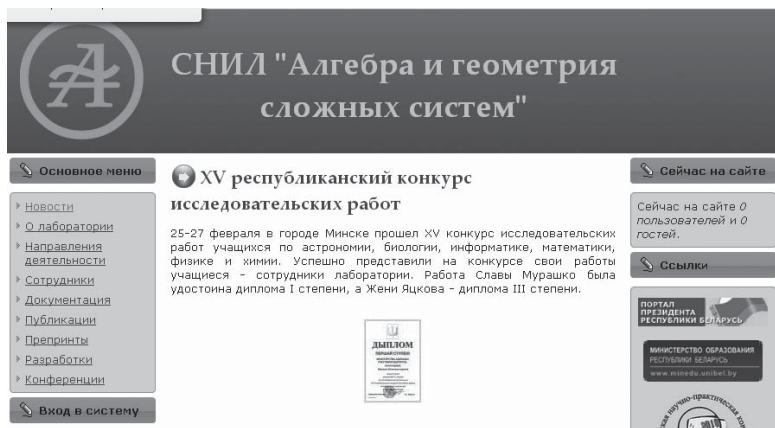 СНИЛ "Алгебра и геометрия
сложных систем"
Основное меню
Новости
О лаборатории
Направления
деятельности
Сотрудники
Документация
Публикации
Препринты
Разработки
Конференции
Вход в систему
XV республиканский конкурс
исследовательских работ
25-27 февраля в городе Минске прошел XV конкурс исследовательских
работ учащихся по астрономии, биологии, информатике, математики,
физике и химии. Успешно представили на конкурсе свои работы
учащиеся - сотрудники лаборатории. Работа Славы Мурашко была
удостоина диплома I степени, а Жени Яцкова - диплома III степени.
ДЫПЛОМ
Сейчас на сайте
Сейчас на сайте 0
пользователей и 0
гостей.
Ссылки
ПОРТАЛ
ПРЕЗИДЕНТА
РЕСПУБЛИКИ БЕЛАРУСЬ
МИНИСТЕРСТВО ОБРАЗОВАНИЯ
РЕСПУБЛИКИ БЕЛАРУСЬ
www.minedu.unibel.by